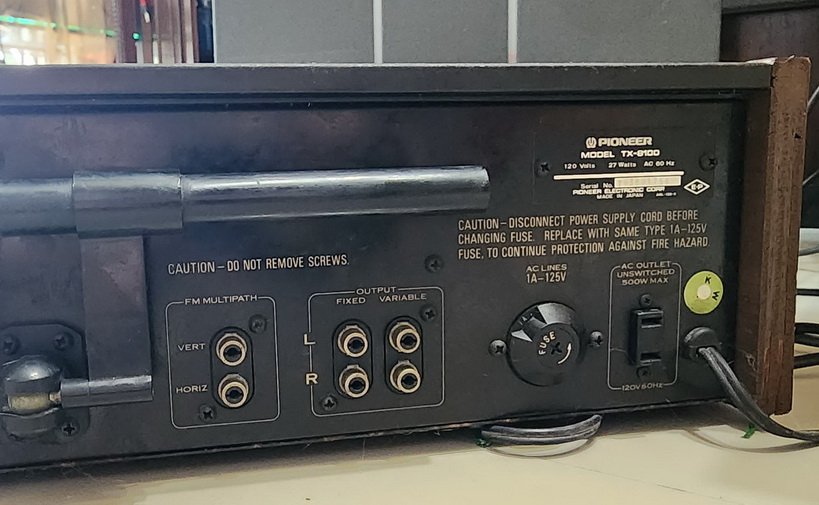 PIONEER
MODEL TX-8100
120 Volts 27 Watts AC 60 Hz
Serial No.
PIONEER ELECTRONIC CORP.
MADE IN JAPAN
CAUTION-DISCONNECT POWER SUPPLY CORD BEFORE
CHANGING FUSE. REPLACE WITH SAME TYPE 1A-125V
FUSE, TO CONTINUE PROTECTION AGAINST FIRE HAZARD.
CAUTION-DO NOT REMOVE SCREWS.
FM MULTIPATH
VERT
HORIZ
OUTPUT
FIXED VARIABLE
L
R
AC LINES
1A-125V
FUSE
AC OUTLET
UNSWITCHED
500W MAX
120V 60Hz
K
M